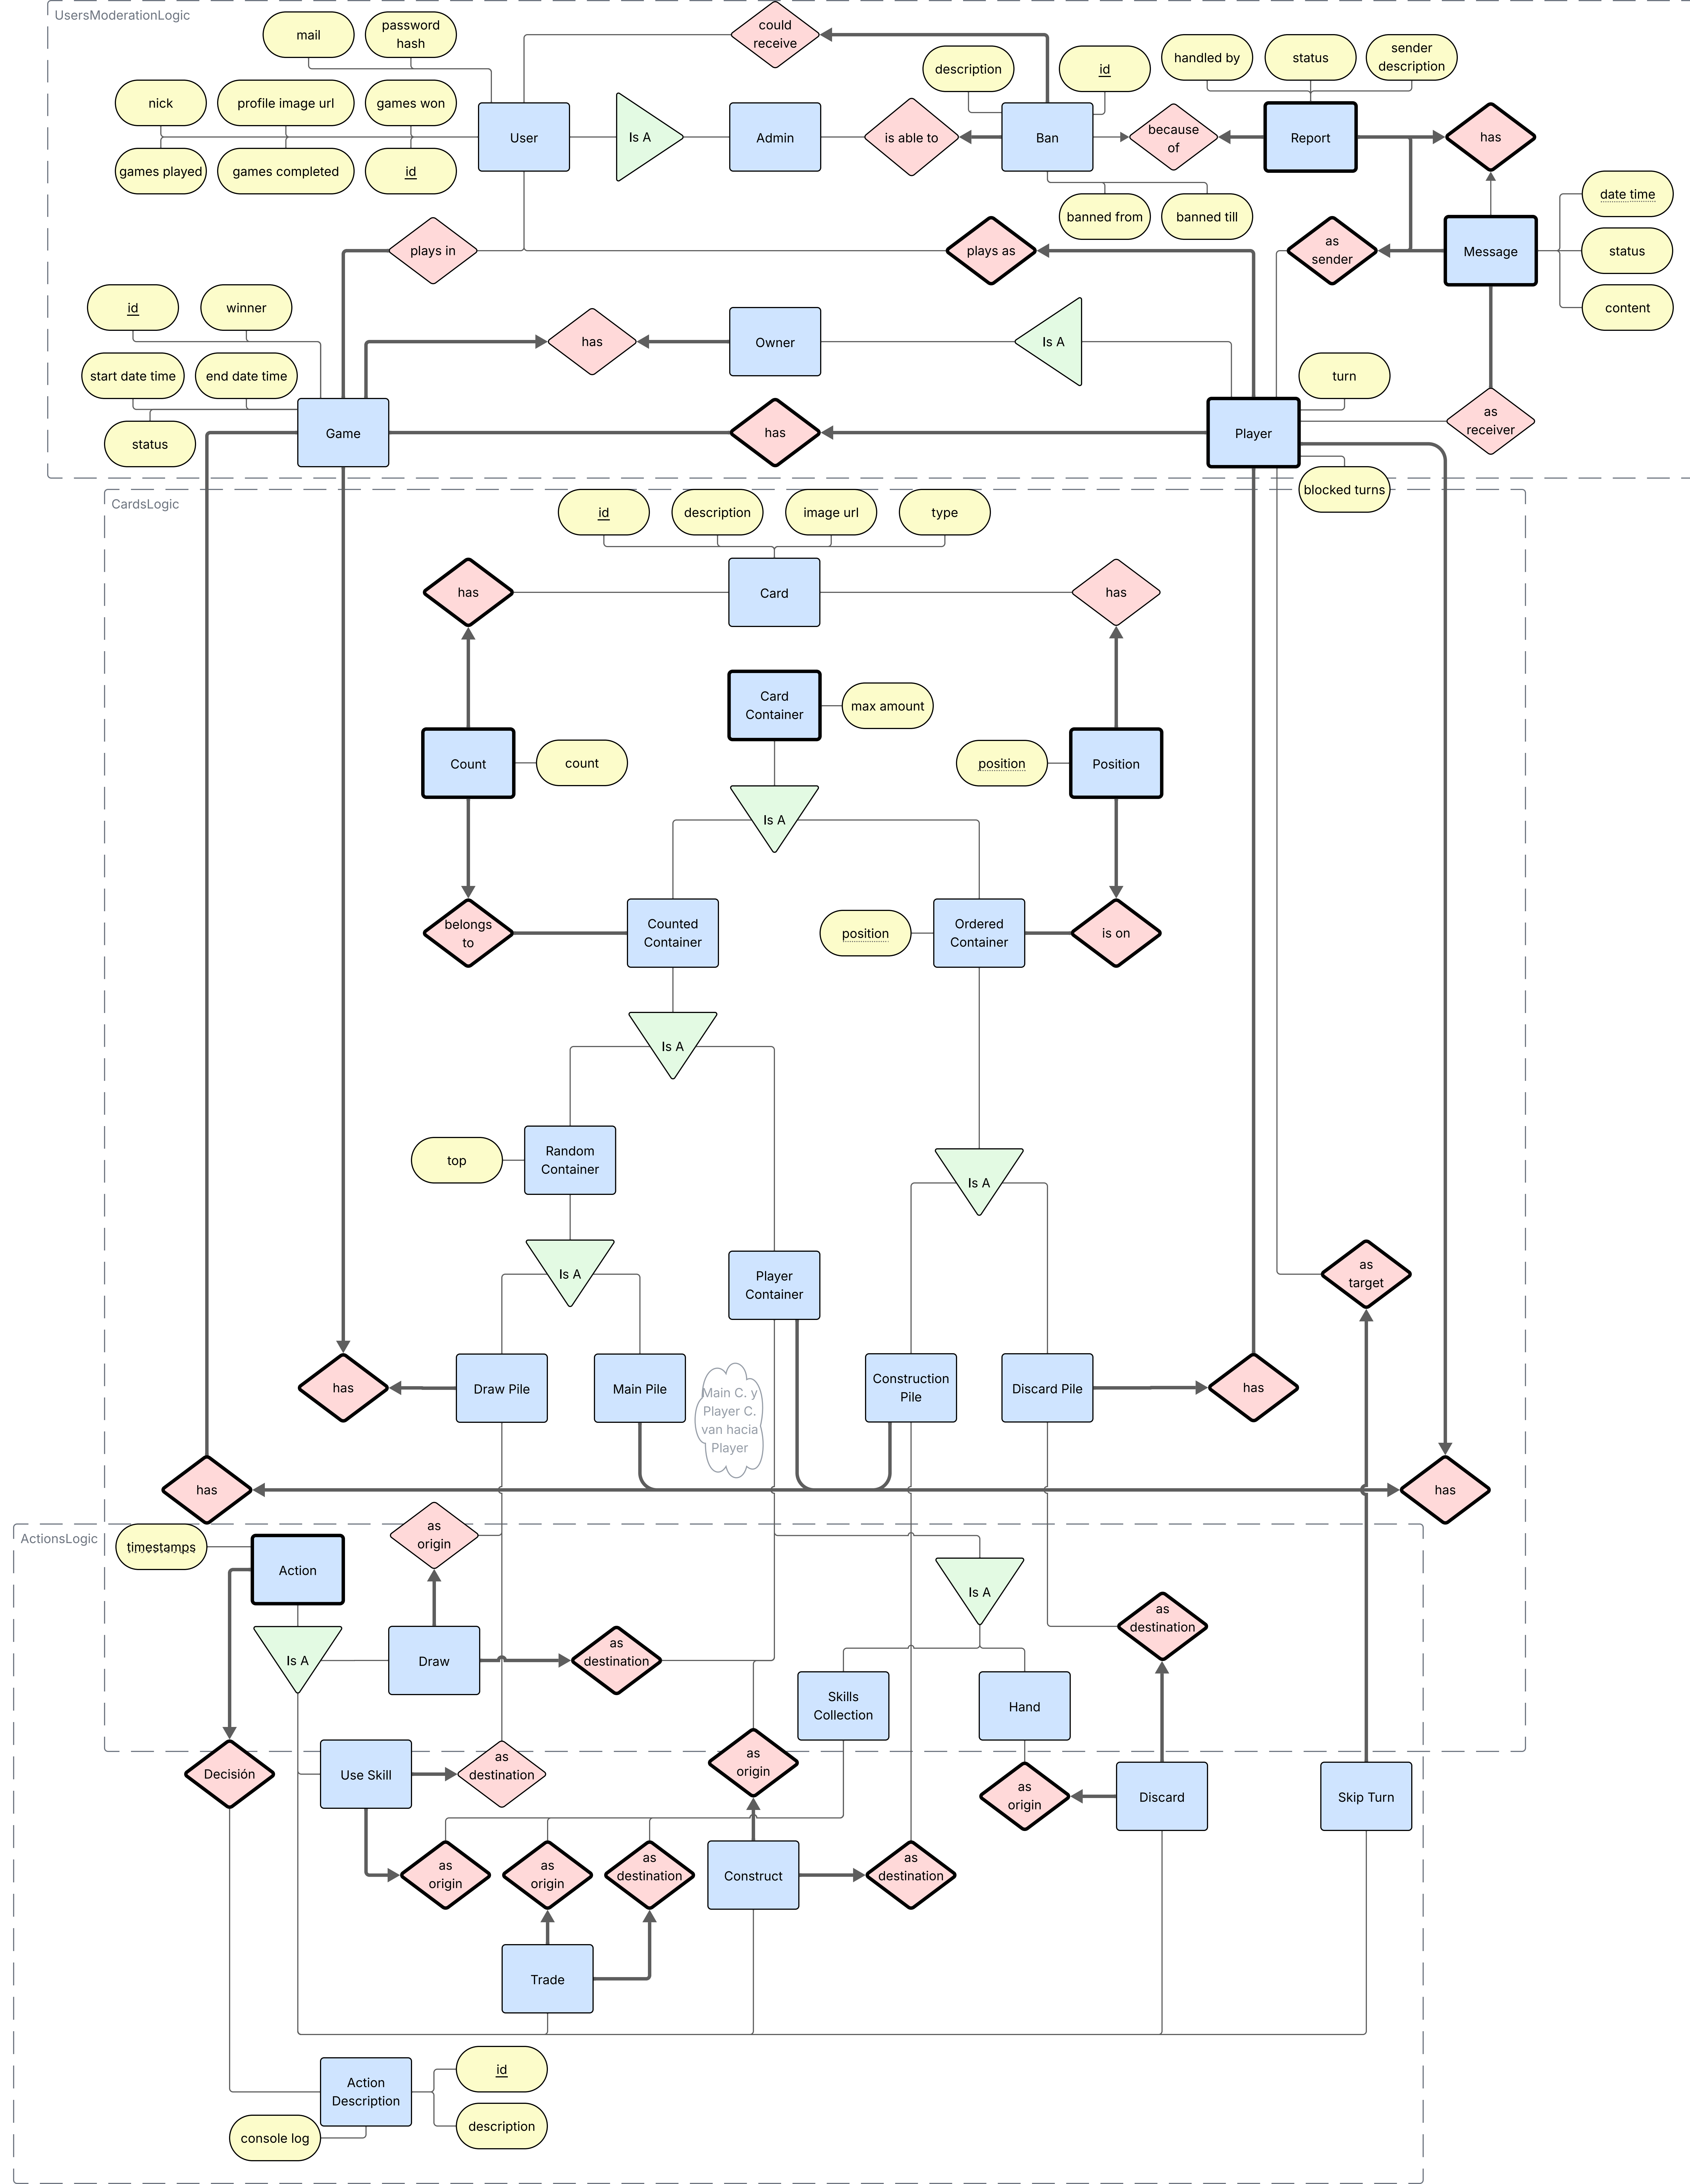 UsersModerationLogic
mail
password
hash
could
receive
description
id
handled by
status
sender
description
nick
profile image url
games won
User
Is A
Admin
is able to
Ban
because
of
Report
has
games played
games completed
id
banned from
banned till
date time
plays in
plays as
as
sender
Message
status
content
id
winner
has
Owner
Is A
start date time
end date time
turn
status
Game
has
Player
as
receiver
blocked turns
CardsLogic
id
description
image url
type
has
Card
has
Card
Container
max amount
Count
count
position
Position
Is A
belongs
to
Counted
Container
position
Ordered
Container
is on
Is A
top
Random
Container
Is A
Is A
Player
Container
as
target
has
Draw Pile
Main Pile
Main C. y
Player C.
van hacia
Player
Construction
Pile
Discard Pile
has
has
has
ActionsLogic
timestamps
Action
as
origin
Is A
Is A
Draw
as
destination
as
destination
Skills
Collection
Hand
Decisión
Use Skill
as
destination
as
origin
as
origin
Discard
Skip Turn
as
origin
as
origin
as
destination
Construct
as
destination
Trade
Action
Description
id
description
console log